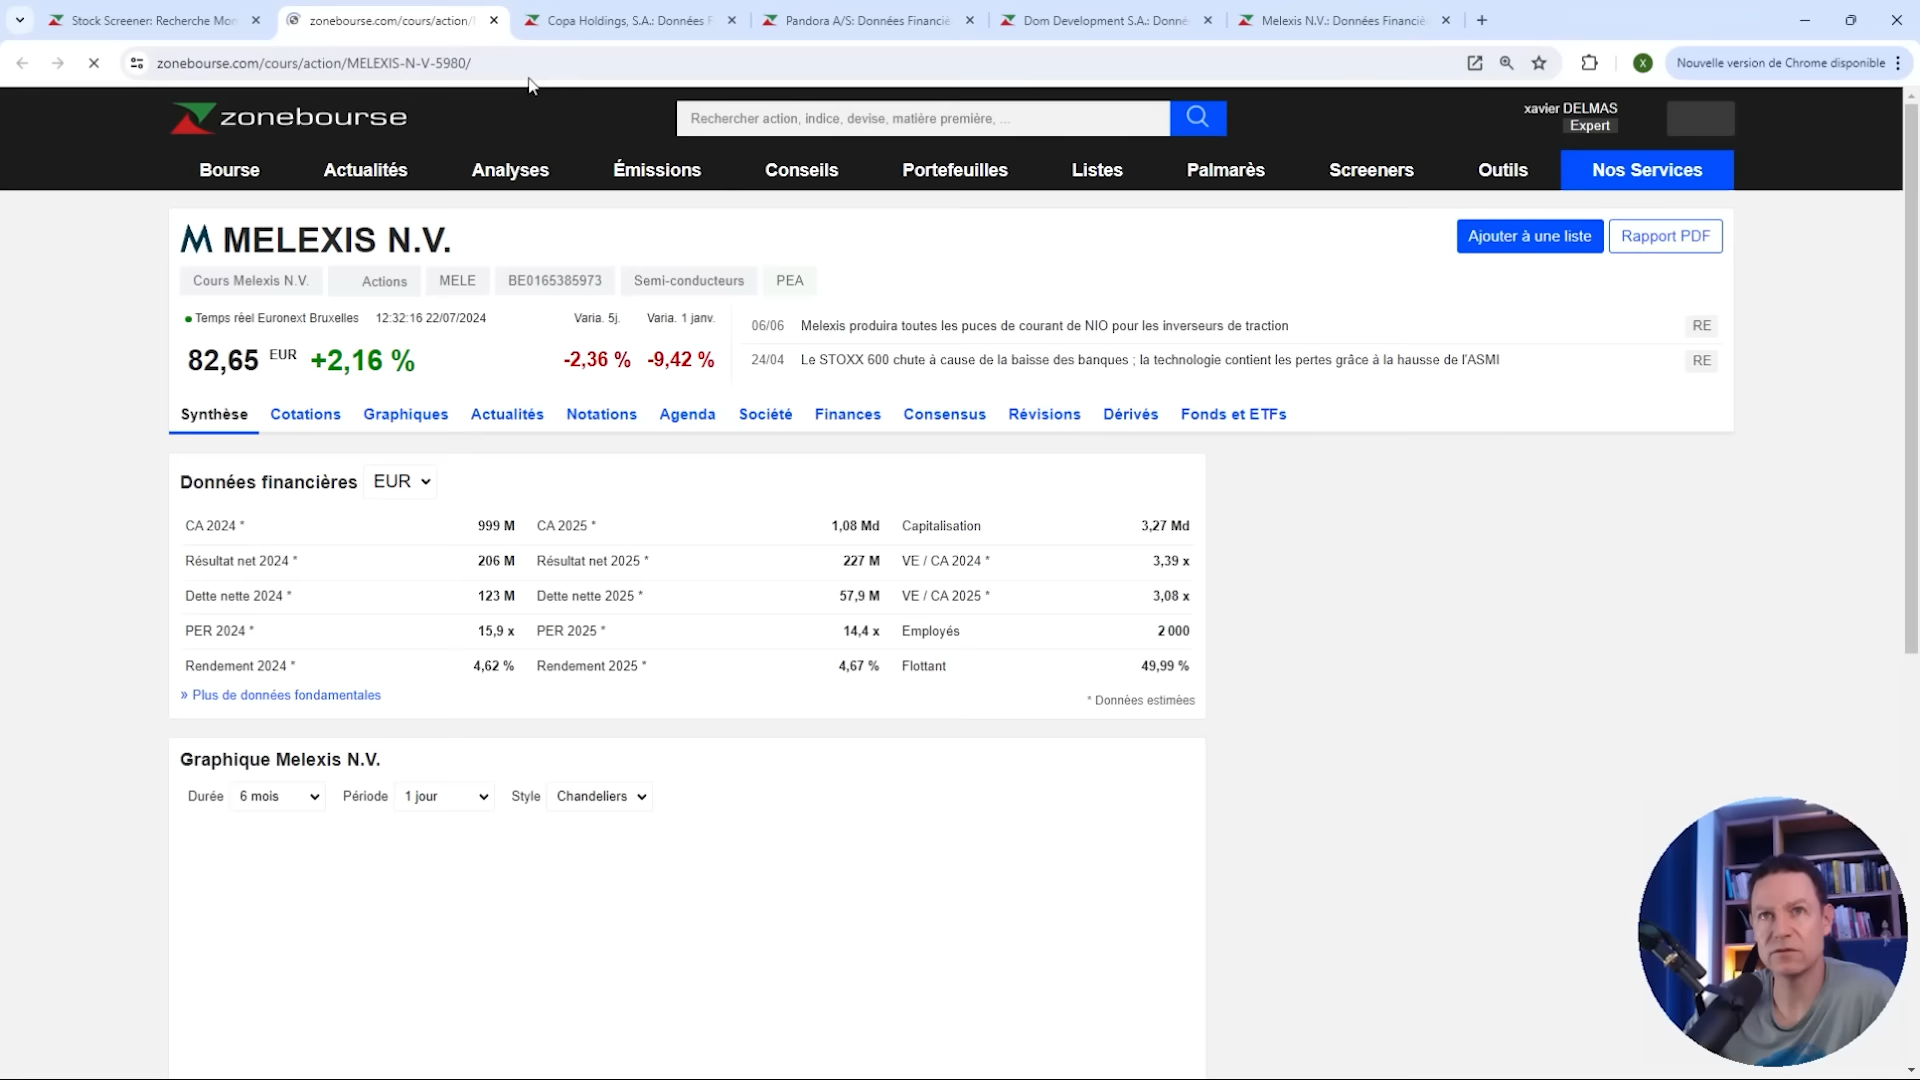 Stock Screener: Recherche Mon
zonebourse.com/cours/action/
Copa Holdings, S.A.: Données F
Pandora A/S: Données Financiè
Dom Development S.A.: Donné
Melexis N.V.: Données Financiè
zonebourse.com/cours/action/MELEXIS-N-V-5980/
X
Nouvelle version de Chrome disponible
zonebourse
Rechercher action, indice, devise, matière première, ...
xavier DELMAS
Expert
Bourse Actualités Analyses Émissions Conseils Portefeuilles Listes Palmarès Screeners Outils Nos Services
MELEXIS N.V.
Ajouter à une liste
Rapport PDF
Cours Melexis N.V. Actions MELE BE0165385973 Semi-conducteurs PEA
Temps réel Euronext Bruxelles 12:32:16 22/07/2024 Varia. 5j. Varia. 1 janv.
82,65 EUR +2,16 % -2,36 % -9,42 %
06/06 Melexis produira toutes les puces de courant de NIO pour les inverseurs de traction RE
24/04 Le STOXX 600 chute à cause de la baisse des banques ; la technologie contient les pertes grâce à la hausse de l'ASMI RE
Synthèse Cotations Graphiques Actualités Notations Agenda Société Finances Consensus Révisions Dérivés Fonds et ETFs
Données financières EUR
CA 2024 * 999 M CA 2025 * 1,08 Md Capitalisation 3,27 Md
Résultat net 2024 * 206 M Résultat net 2025 * 227 M VE / CA 2024 * 3,39 x
Dette nette 2024 * 123 M Dette nette 2025 * 57,9 M VE / CA 2025 * 3,08 x
PER 2024 * 15,9 x PER 2025 * 14,4 x Employés 2 000
Rendement 2024 * 4,62 % Rendement 2025 * 4,67 % Flottant 49,99 %
» Plus de données fondamentales
* Données estimées
Graphique Melexis N.V.
Durée 6 mois Période 1 jour Style Chandeliers